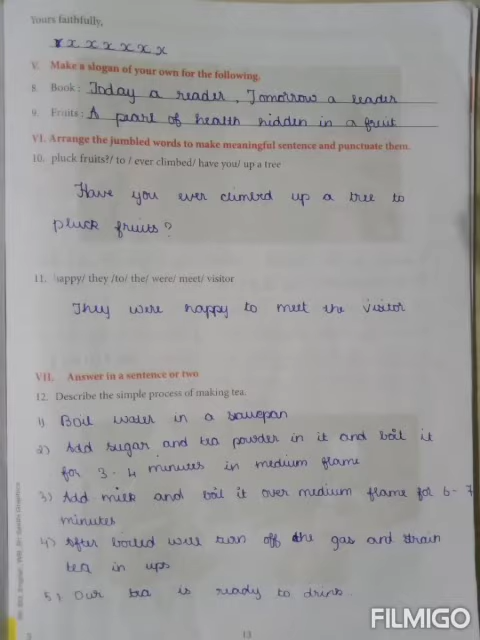 Yours faithfully,
x x x x x x x
V. Make a slogan of your own for the following.
8. Book: Today a reader, Tomorrow a leader
9. Fruits: A pearl of health hidden in a fruit
VI. Arrange the jumbled words to make meaningful sentence and punctuate them.
10. pluck fruits?/ to / ever climbed/ have you/ up a tree
Have you ever climbed up a tree to
pluck fruits?
11. happy/ they /to/ the/ were/ meet/ visitor
They were happy to meet the visitor
VII. Answer in a sentence or two
12. Describe the simple process of making tea.
1) Boil water in a saucepan
2) Add sugar and tea powder in it and boil it
for 3-4 minutes in medium flame
3) Add milk and boil it over medium flame for 6-7
minutes
4) After boiled well turn off the gas and strain
tea in ups
5) Our tea is ready to drink.
13
FILMIGO